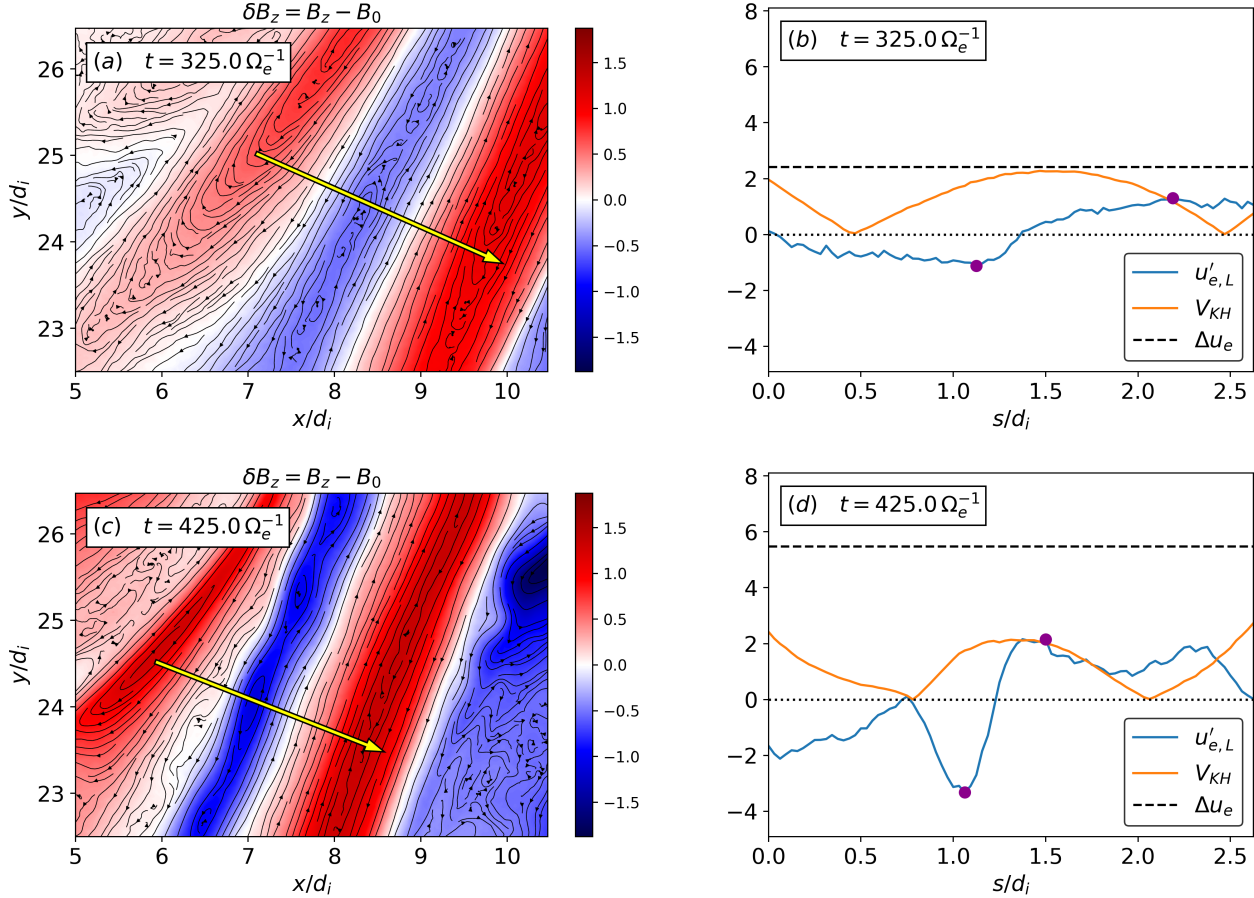 δB_z = B_z − B_0
(a) t = 325.0 Ω_e^{−1}
26
25
24
23
y/d_i
5 6 7 8 9 10
x/d_i
1.5
1.0
0.5
0.0
−0.5
−1.0
−1.5
(b) t = 325.0 Ω_e^{−1}
8
6
4
2
0
−2
−4
u′_{e,L}
V_{KH}
Δu_e
0.0 0.5 1.0 1.5 2.0 2.5
s/d_i
δB_z = B_z − B_0
(c) t = 425.0 Ω_e^{−1}
26
25
24
23
y/d_i
5 6 7 8 9 10
x/d_i
1.5
1.0
0.5
0.0
−0.5
−1.0
−1.5
(d) t = 425.0 Ω_e^{−1}
8
6
4
2
0
−2
−4
u′_{e,L}
V_{KH}
Δu_e
0.0 0.5 1.0 1.5 2.0 2.5
s/d_i